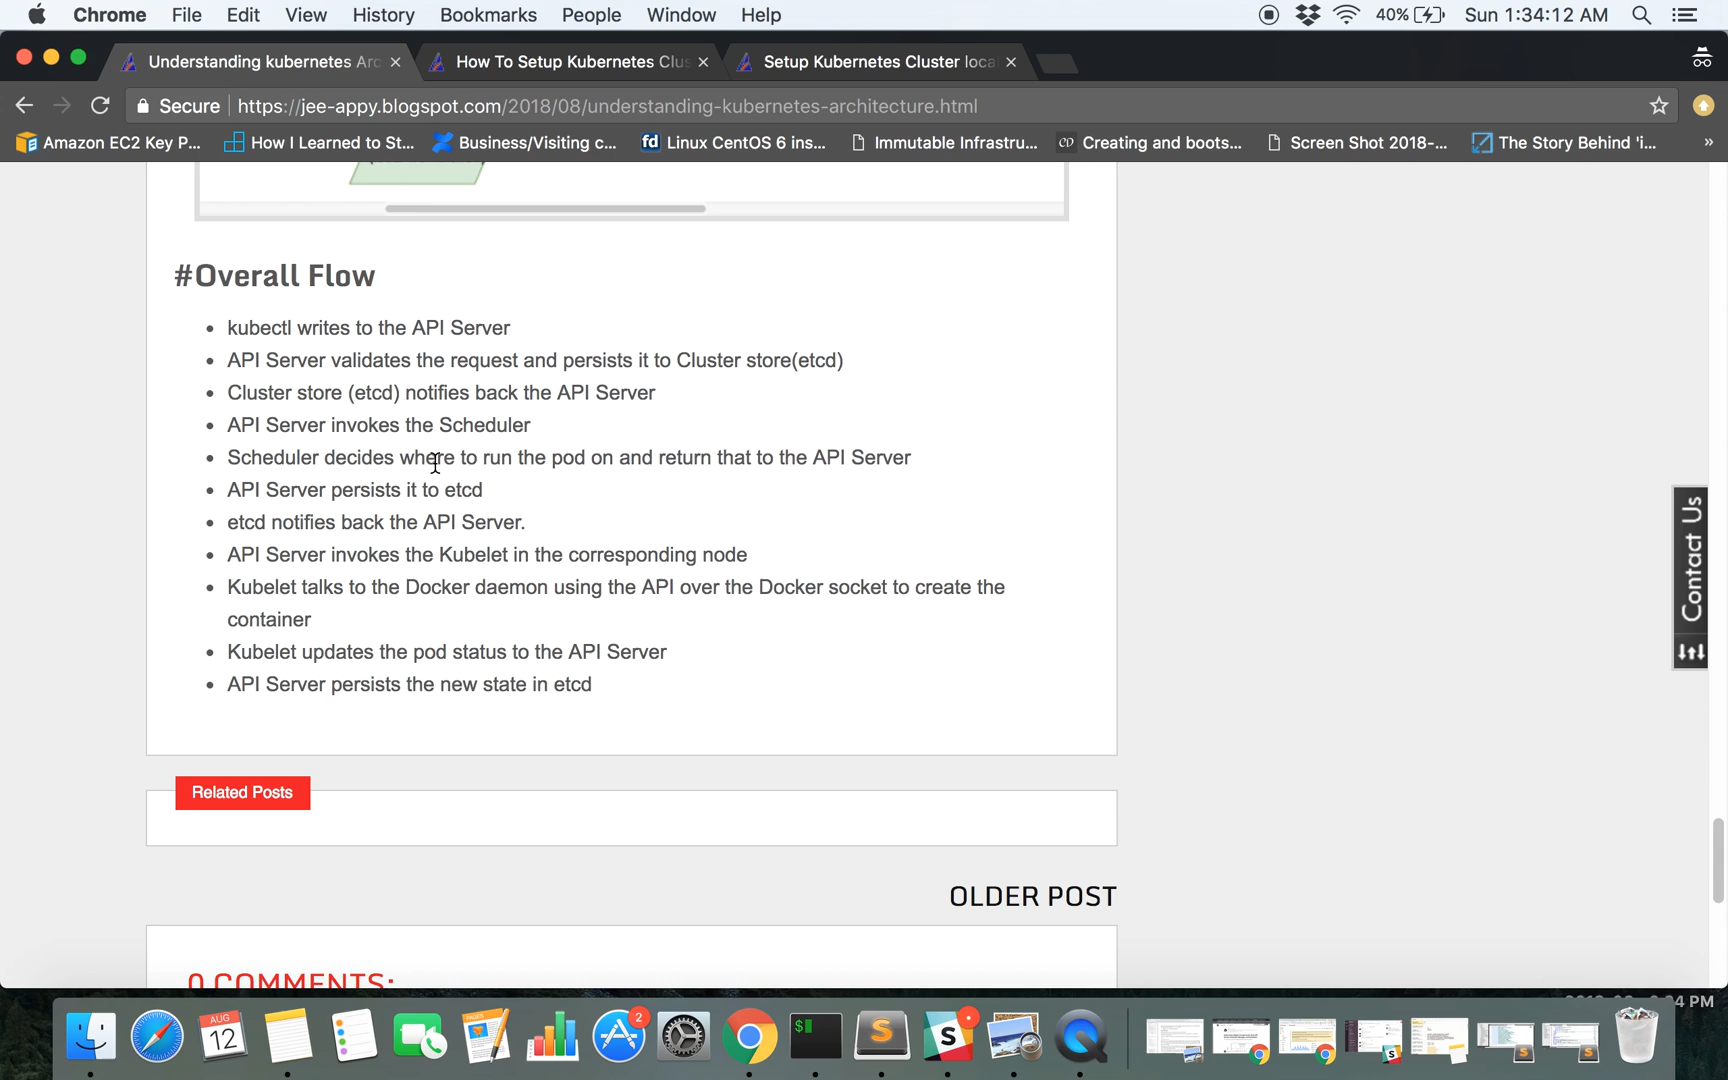 Chrome File Edit View History Bookmarks People Window Help 40% Sun 1:34:12 AM
Understanding kubernetes Arc How To Setup Kubernetes Clus Setup Kubernetes Cluster loca
Secure https://jee-appy.blogspot.com/2018/08/understanding-kubernetes-architecture.html
Amazon EC2 Key P... How I Learned to St... Business/Visiting c... fd Linux CentOS 6 ins... Immutable Infrastru... CD Creating and boots... Screen Shot 2018-... The Story Behind 'i... »
#Overall Flow
• kubectl writes to the API Server
• API Server validates the request and persists it to Cluster store(etcd)
• Cluster store (etcd) notifies back the API Server
• API Server invokes the Scheduler
• Scheduler decides where to run the pod on and return that to the API Server
• API Server persists it to etcd
• etcd notifies back the API Server.
• API Server invokes the Kubelet in the corresponding node
• Kubelet talks to the Docker daemon using the API over the Docker socket to create the
container
• Kubelet updates the pod status to the API Server
• API Server persists the new state in etcd
Contact Us
Related Posts
OLDER POST
0 COMMENTS:
PM
AUG
12
2
$
S
S